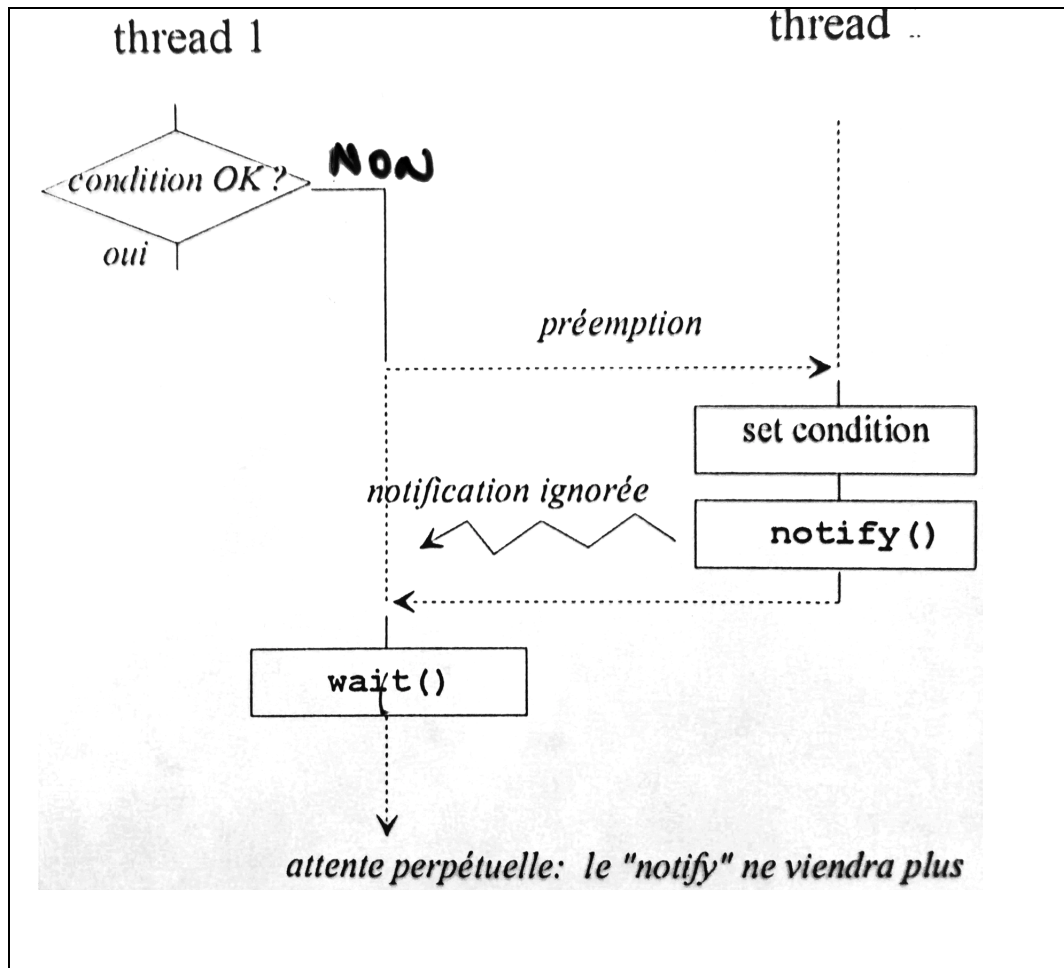 thread 1
thread ..
condition OK ?
NON
oui
préemption
set condition
notification ignorée
notify()
wait()
attente perpétuelle: le "notify" ne viendra plus